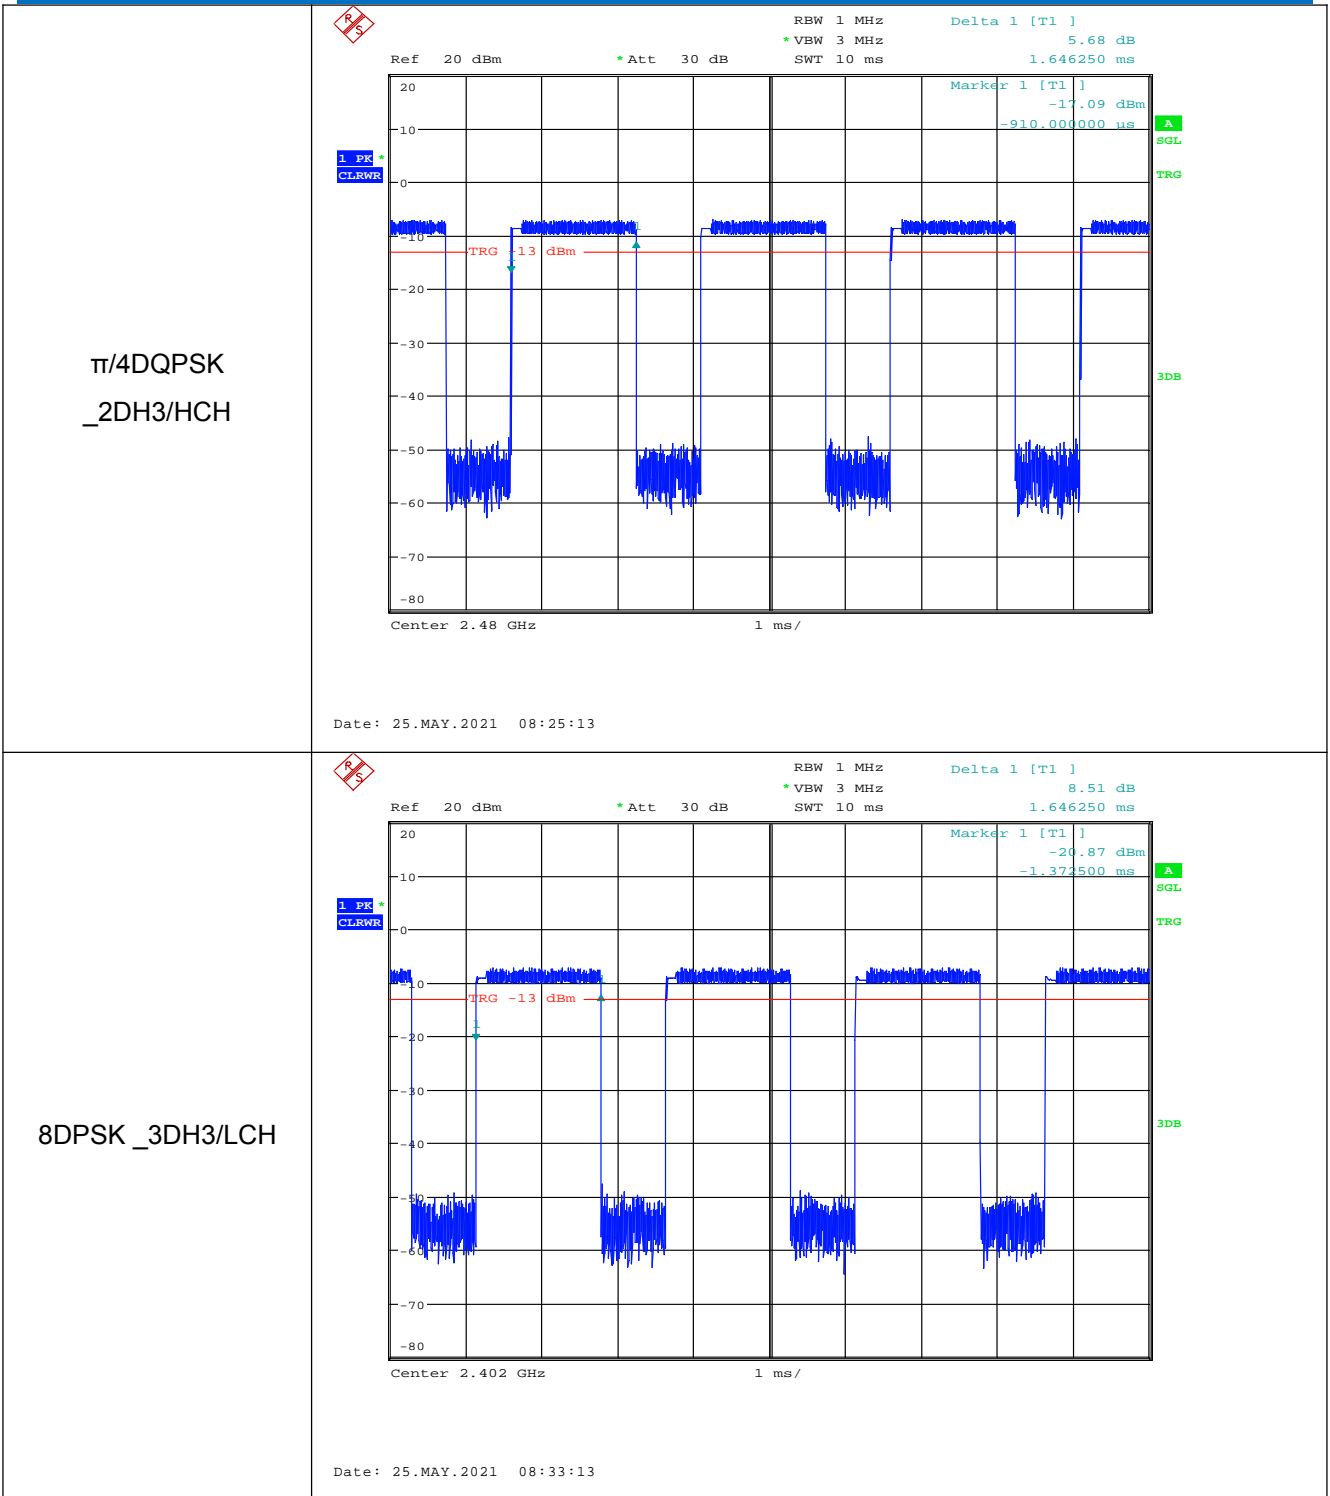 π/4DQPSK
_2DH3/HCH
R S
RBW 1 MHz
Delta 1 [T1 ]
* VBW 3 MHz
5.68 dB
Ref 20 dBm
* Att 30 dB
SWT 10 ms
1.646250 ms
20
Marker 1 [T1 ]
-17.09 dBm
-910.000000 µs
A
SGL
10
1 PK *
CLRWR
TRG
0
1
-10
TRG -13 dBm
1
-20
-30
3DB
-40
-50
-60
-70
-80
Center 2.48 GHz
1 ms/
Date: 25.MAY.2021 08:25:13
8DPSK _3DH3/LCH
R S
RBW 1 MHz
Delta 1 [T1 ]
* VBW 3 MHz
8.51 dB
Ref 20 dBm
* Att 30 dB
SWT 10 ms
1.646250 ms
20
Marker 1 [T1 ]
-20.87 dBm
-1.372500 ms
A
SGL
10
1 PK *
CLRWR
TRG
0
1
-10
TRG -13 dBm
1
-20
-30
3DB
-40
-50
-60
-70
-80
Center 2.402 GHz
1 ms/
Date: 25.MAY.2021 08:33:13